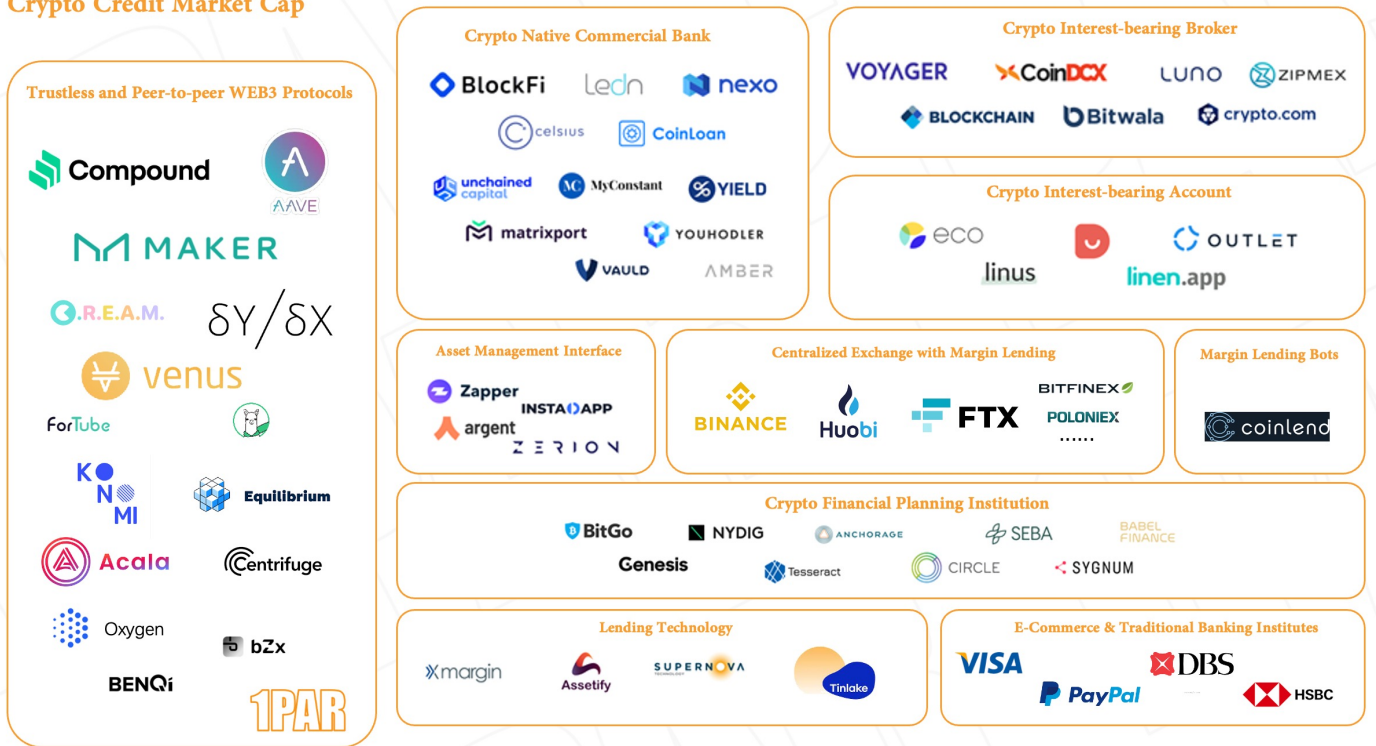 Crypto Credit Market Cap
Trustless and Peer-to-peer WEB3 Protocols
Compound
AAVE
MAKER
C.R.E.A.M.
δY/δX
venus
ForTube
KONOMI
Equilibrium
Acala
Centrifuge
Oxygen
bZx
BENQi
1PAR
Crypto Native Commercial Bank
BlockFi
Ledn
nexo
celsius
CoinLoan
unchained
capital
MC MyConstant
YIELD
matrixport
YOUHODLER
VAULD
AMBER
Crypto Interest-bearing Broker
VOYAGER
CoinDCX
LUNO
ZIPMEX
BLOCKCHAIN
Bitwala
crypto.com
Crypto Interest-bearing Account
eco
OUTLET
linus
linen.app
Asset Management Interface
Zapper
INSTADAPP
argent
ZERION
Centralized Exchange with Margin Lending
BINANCE
Huobi
FTX
BITFINEX
POLONIEX
......
Margin Lending Bots
coinlend
Crypto Financial Planning Institution
BitGo
NYDIG
ANCHORAGE
SEBA
BABEL
FINANCE
Genesis
Tesseract
CIRCLE
SYGNUM
Lending Technology
Xmargin
Assetify
SUPERNOVA
TECHNOLOGY
Tinlake
E-Commerce & Traditional Banking Institutes
VISA
DBS
PayPal
HSBC